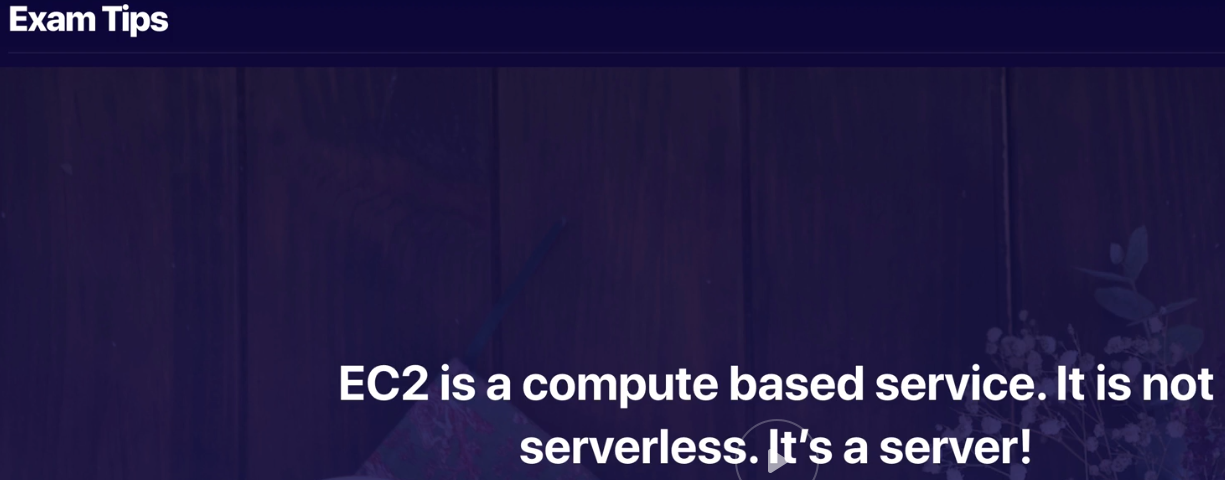 Exam Tips
EC2 is a compute based service. It is not
serverless. It’s a server!